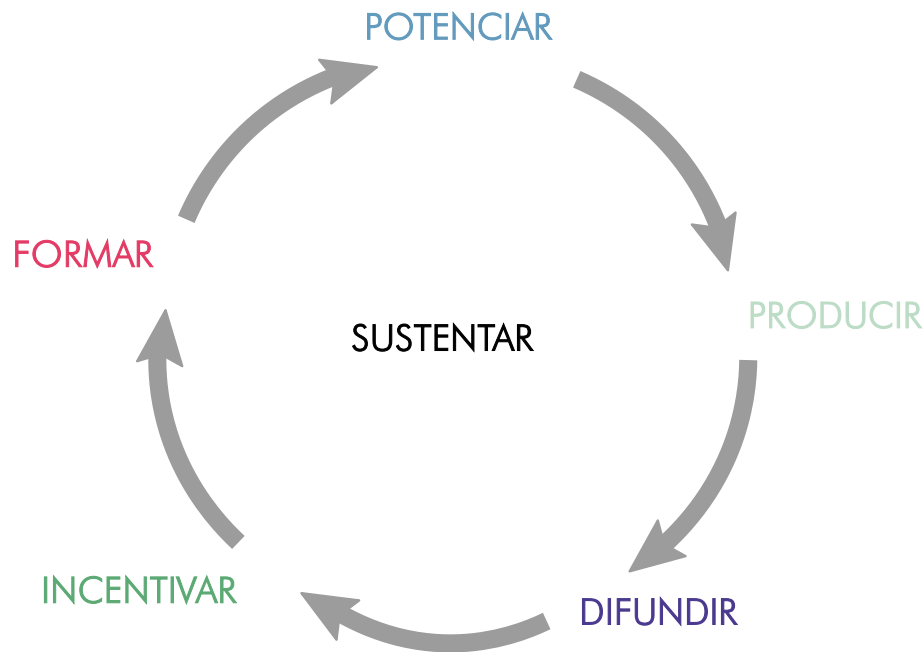 POTENCIAR
FORMAR
PRODUCIR
SUSTENTAR
INCENTIVAR
DIFUNDIR